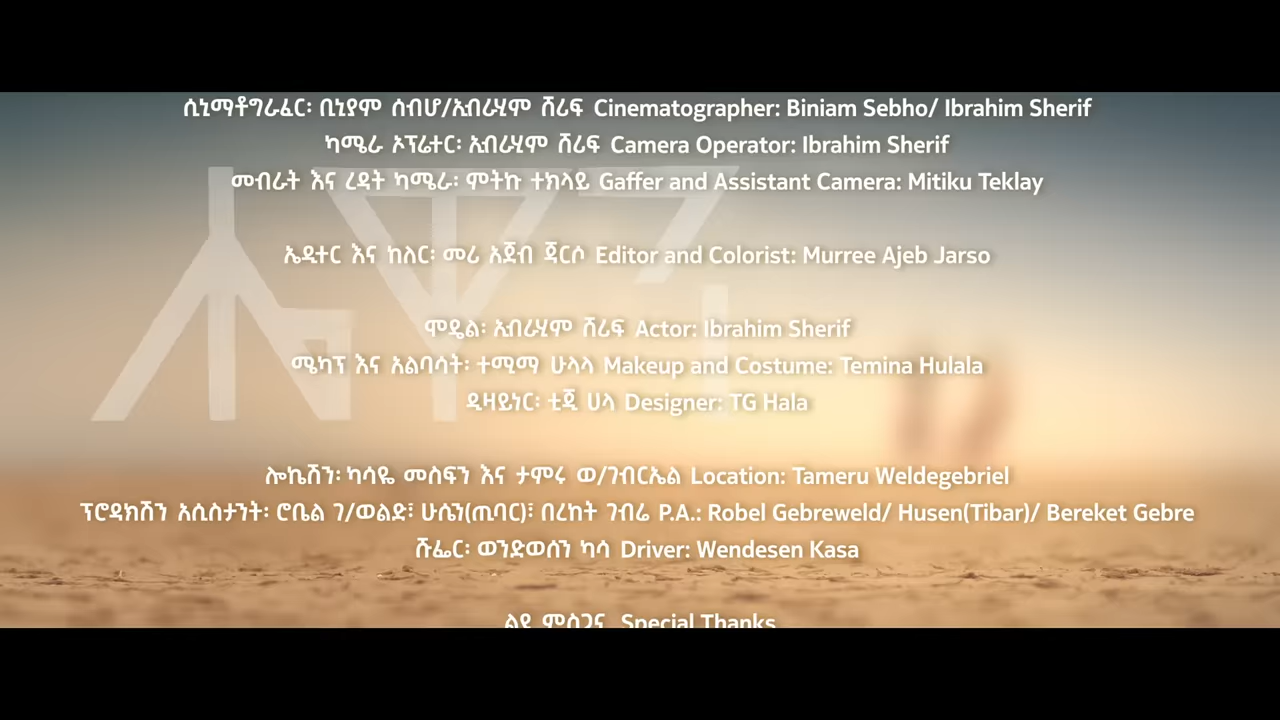 ሲኒማቶግራፈር፡ ቢኒያም ሰብሆ/ኢብራሂም ሸሪፍ Cinematographer: Biniam Sebho/ Ibrahim Sherif
ካሜራ ኦፕሬተር፡ ኢብራሂም ሸሪፍ Camera Operator: Ibrahim Sherif
መብራት እና ረዳት ካሜራ፡ ምትኩ ተክላይ Gaffer and Assistant Camera: Mitiku Teklay
ኤዲተር እና ከለር፡ መሪ አጀብ ጃርሶ Editor and Colorist: Murree Ajeb Jarso
ሞዴል፡ ኢብራሂም ሸሪፍ Actor: Ibrahim Sherif
ሜካፕ እና አልባሳት፡ ተሚማ ሁላላ Makeup and Costume: Temina Hulala
ዲዛይነር፡ ቲጂ ሀላ Designer: TG Hala
ሎኬሽን፡ ካሳዬ መስፍን እና ታምሩ ወ/ገብርኤል Location: Tameru Weldegebriel
ፕሮዳክሽን አሲስታንት፡ ሮቤል ገ/ወልድ፣ ሁሴን(ጢባር)፣ በረከት ገብሬ P.A.: Robel Gebreweld/ Husen(Tibar)/ Bereket Gebre
ሹፌር፡ ወንድወሰን ካሳ Driver: Wendesen Kasa
ልዩ ምስጋና Special Thanks